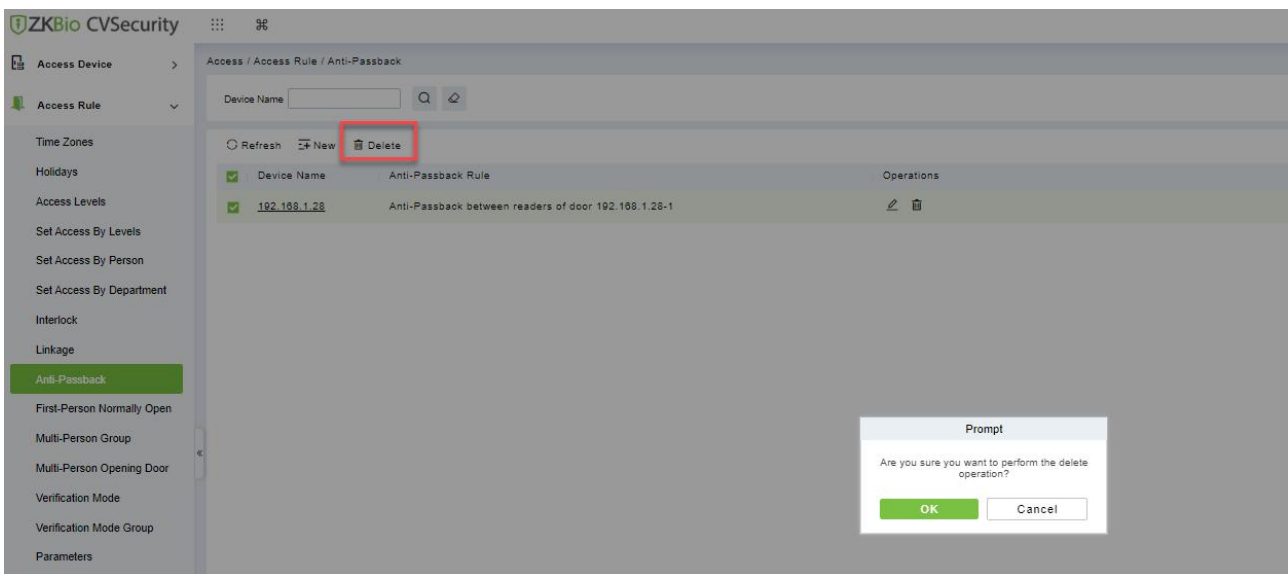 ZKBio CVSecurity
Access Device
Access / Access Rule / Anti-Passback
Access Rule
Device Name
Time Zones
Refresh New Delete
Holidays
Device Name Anti-Passback Rule Operations
Access Levels
192.168.1.28 Anti-Passback between readers of door 192.168.1.28-1
Set Access By Levels
Set Access By Person
Set Access By Department
Interlock
Linkage
Anti-Passback
First-Person Normally Open
Multi-Person Group
Multi-Person Opening Door
Verification Mode
Verification Mode Group
Parameters
Prompt
Are you sure you want to perform the delete
operation?
OK Cancel